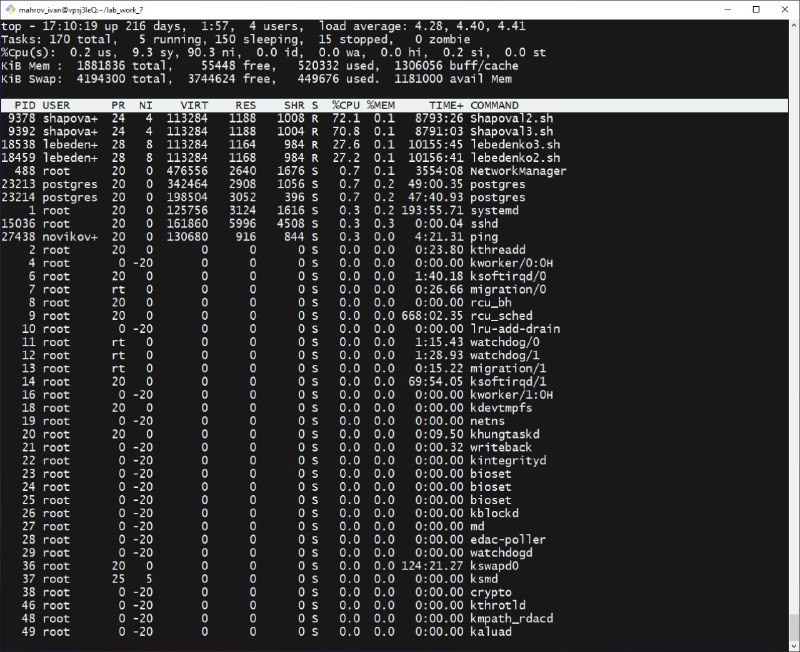 mahrov_ivan@vpsj3IeQ:~/lab_work_7
top - 17:10:19 up 216 days,  1:57,  4 users,  load average: 4.28, 4.40, 4.41
Tasks: 170 total,   5 running, 150 sleeping,  15 stopped,   0 zombie
%Cpu(s):  0.2 us,  9.3 sy, 90.3 ni,  0.0 id,  0.0 wa,  0.0 hi,  0.2 si,  0.0 st
KiB Mem :  1881836 total,    55448 free,   520332 used,  1306056 buff/cache
KiB Swap:  4194300 total,  3744624 free,   449676 used.  1181000 avail Mem
PID USER PR NI VIRT RES SHR S %CPU %MEM TIME+ COMMAND
9378 shapova+ 24 4 113284 1188 1008 R 72.1 0.1 8793:26 Shapoval2.sh
9392 shapova+ 24 4 113284 1188 1004 R 70.8 0.1 8791:03 Shapoval3.sh
18538 lebeden+ 28 8 113284 1164 984 R 27.6 0.1 10155:45 lebedenko3.sh
18459 lebeden+ 28 8 113284 1168 984 R 27.2 0.1 10156:41 lebedenko2.sh
488 root 20 0 476556 2640 1676 S 0.7 0.1 3554:08 NetworkManager
23213 postgres 20 0 342464 2908 1056 S 0.7 0.2 49:00.35 postgres
23214 postgres 20 0 198504 3052 396 S 0.7 0.2 47:40.93 postgres
1 root 20 0 125756 3124 1616 S 0.3 0.2 193:55.71 systemd
15036 root 20 0 161860 5996 4508 S 0.3 0.3 0:00.04 sshd
27438 novikov+ 20 0 130680 916 844 S 0.3 0.0 4:21.31 ping
2 root 20 0 0 0 0 S 0.0 0.0 0:23.80 kthreadd
4 root 0 -20 0 0 0 S 0.0 0.0 0:00.00 kworker/0:0H
6 root 20 0 0 0 0 S 0.0 0.0 1:40.18 ksoftirqd/0
7 root rt 0 0 0 0 S 0.0 0.0 0:26.66 migration/0
8 root 20 0 0 0 0 S 0.0 0.0 0:00.00 rcu_bh
9 root 20 0 0 0 0 S 0.0 0.0 668:02.35 rcu_sched
10 root 0 -20 0 0 0 S 0.0 0.0 0:00.00 lru-add-drain
11 root rt 0 0 0 0 S 0.0 0.0 1:15.43 watchdog/0
12 root rt 0 0 0 0 S 0.0 0.0 1:28.93 watchdog/1
13 root rt 0 0 0 0 S 0.0 0.0 0:15.22 migration/1
14 root 20 0 0 0 0 S 0.0 0.0 69:54.05 ksoftirqd/1
16 root 0 -20 0 0 0 S 0.0 0.0 0:00.00 kworker/1:0H
18 root 20 0 0 0 0 S 0.0 0.0 0:00.00 kdevtmpfs
19 root 0 -20 0 0 0 S 0.0 0.0 0:00.00 netns
20 root 20 0 0 0 0 S 0.0 0.0 0:09.50 khungtaskd
21 root 0 -20 0 0 0 S 0.0 0.0 0:00.32 writeback
22 root 0 -20 0 0 0 S 0.0 0.0 0:00.00 kintegrityd
23 root 0 -20 0 0 0 S 0.0 0.0 0:00.00 bioset
24 root 0 -20 0 0 0 S 0.0 0.0 0:00.00 bioset
25 root 0 -20 0 0 0 S 0.0 0.0 0:00.00 bioset
26 root 0 -20 0 0 0 S 0.0 0.0 0:00.00 kblockd
27 root 0 -20 0 0 0 S 0.0 0.0 0:00.00 md
28 root 0 -20 0 0 0 S 0.0 0.0 0:00.00 edac-poller
29 root 0 -20 0 0 0 S 0.0 0.0 0:00.00 watchdogd
36 root 20 0 0 0 0 S 0.0 0.0 124:21.27 kswapd0
37 root 25 5 0 0 0 S 0.0 0.0 0:00.00 ksmd
38 root 0 -20 0 0 0 S 0.0 0.0 0:00.00 crypto
46 root 0 -20 0 0 0 S 0.0 0.0 0:00.00 kthrotld
48 root 0 -20 0 0 0 S 0.0 0.0 0:00.00 kmpath_rdacd
49 root 0 -20 0 0 0 S 0.0 0.0 0:00.00 kaluad